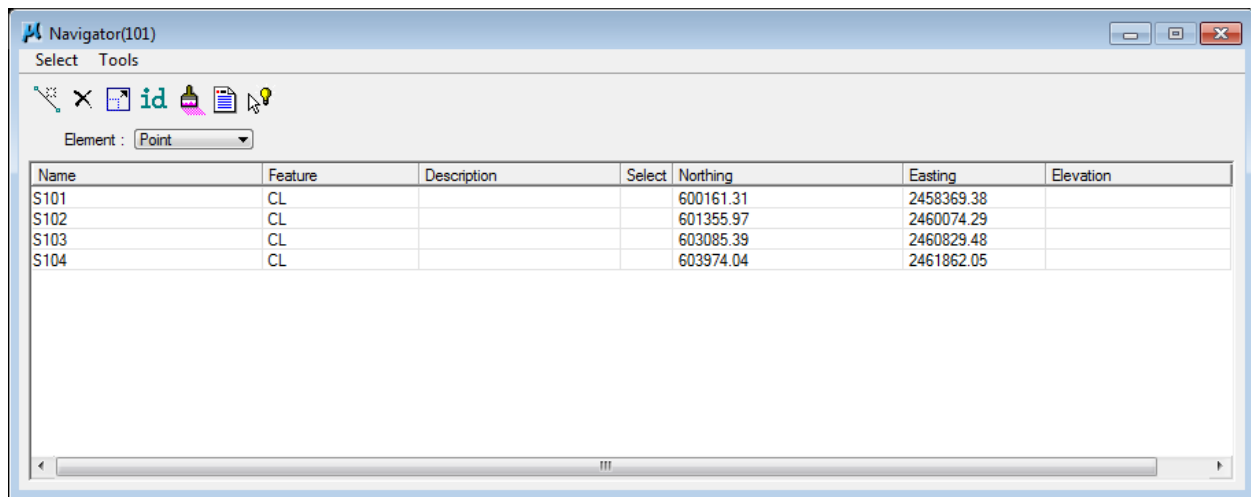 Navigator(101)
Select Tools
id
Element : Point
Name Feature Description Select Northing Easting Elevation
S101 CL 600161.31 2458369.38
S102 CL 601355.97 2460074.29
S103 CL 603085.39 2460829.48
S104 CL 603974.04 2461862.05